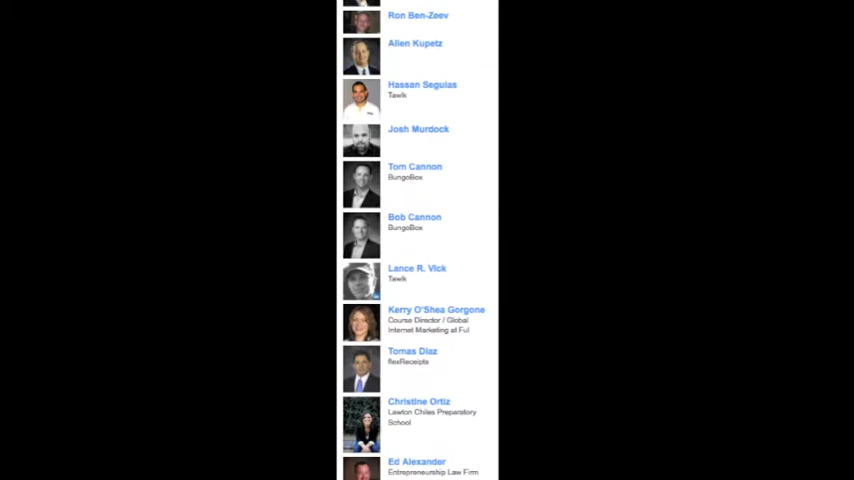 Ron Ben-Zeev
Allen Kupetz
Hassan Seguias
Tawlk
Josh Murdock
Tom Cannon
BungoBox
Bob Cannon
BungoBox
Lance R. Vick
Tawlk
Kerry O'Shea Gorgone
Course Director / Global
Internet Marketing at Ful
Tomas Diaz
flexReceipts
Christine Ortiz
Lawton Chiles Preparatory
School
Ed Alexander
Entrepreneurship Law Firm